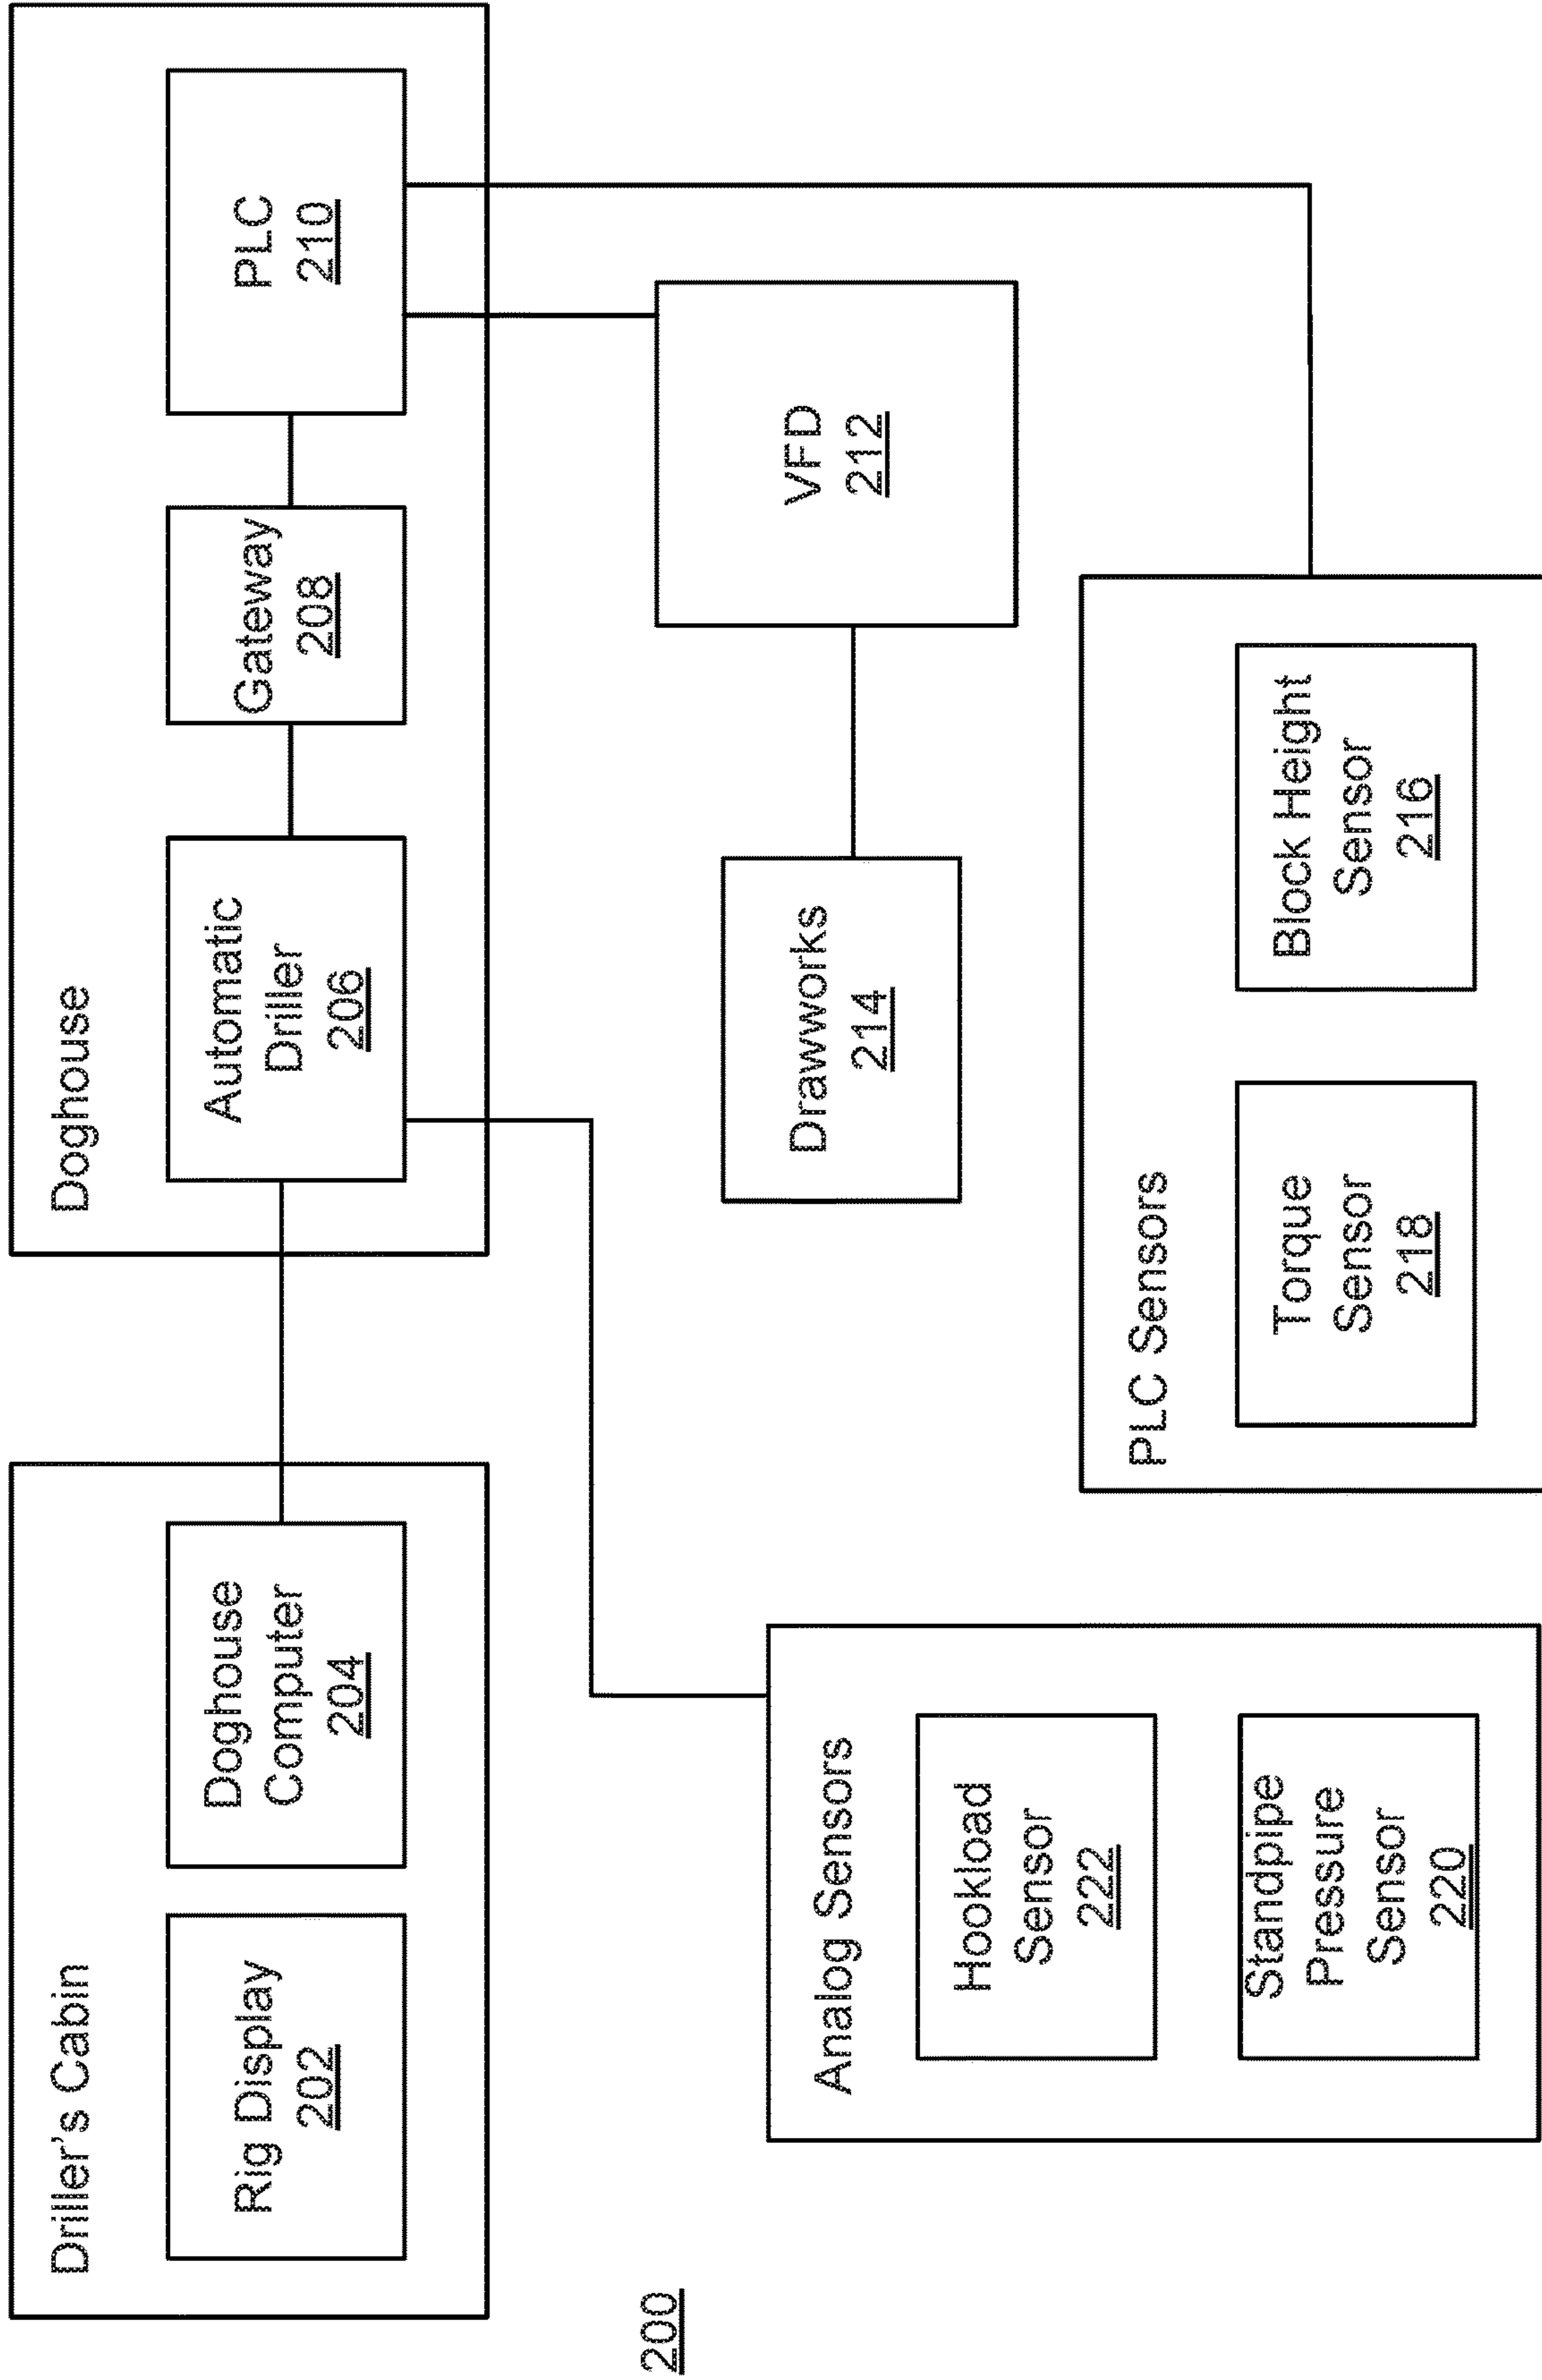 Driller's Cabin
Rig Display
202
Doghouse
Computer
204
Doghouse
Automatic
Driller
206
Gateway
208
PLC
210
200
Analog Sensors
Hookload
Sensor
222
Standpipe
Pressure
Sensor
220
Drawworks
214
VFD
212
PLC Sensors
Torque
Sensor
218
Block Height
Sensor
216